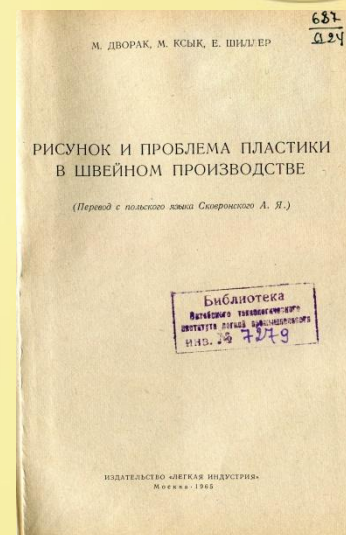 687
Д24
М. ДВОРАК, М. КСЫК, Е. ШИЛЛЕР
РИСУНОК И ПРОБЛЕМА ПЛАСТИКИ
В ШВЕЙНОМ ПРОИЗВОДСТВЕ
(Перевод с польского языка Сковронского А. Я.)
Библиотека
Витебского технологического
института легкой промышленности
ИНВ. № 7279
ИЗДАТЕЛЬСТВО «ЛЕГКАЯ ИНДУСТРИЯ»
Москва — 1965